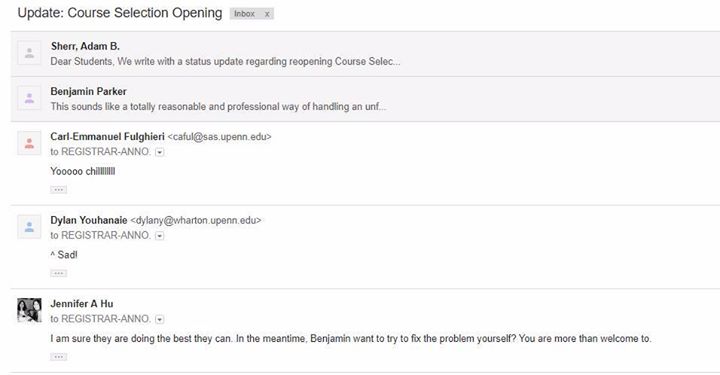 Update: Course Selection Opening Inbox x
Sherr, Adam B.
Dear Students, We write with a status update regarding reopening Course Selec...
Benjamin Parker
This sounds like a totally reasonable and professional way of handling an unf...
Carl-Emmanuel Fulghieri <caful@sas.upenn.edu>
to REGISTRAR-ANNO.
Yooooo chillllllllll
...
Dylan Youhanaie <dylany@wharton.upenn.edu>
to REGISTRAR-ANNO.
^ Sad!
...
Jennifer A Hu
to REGISTRAR-ANNO.
I am sure they are doing the best they can. In the meantime, Benjamin want to try to fix the problem yourself? You are more than welcome to.
...